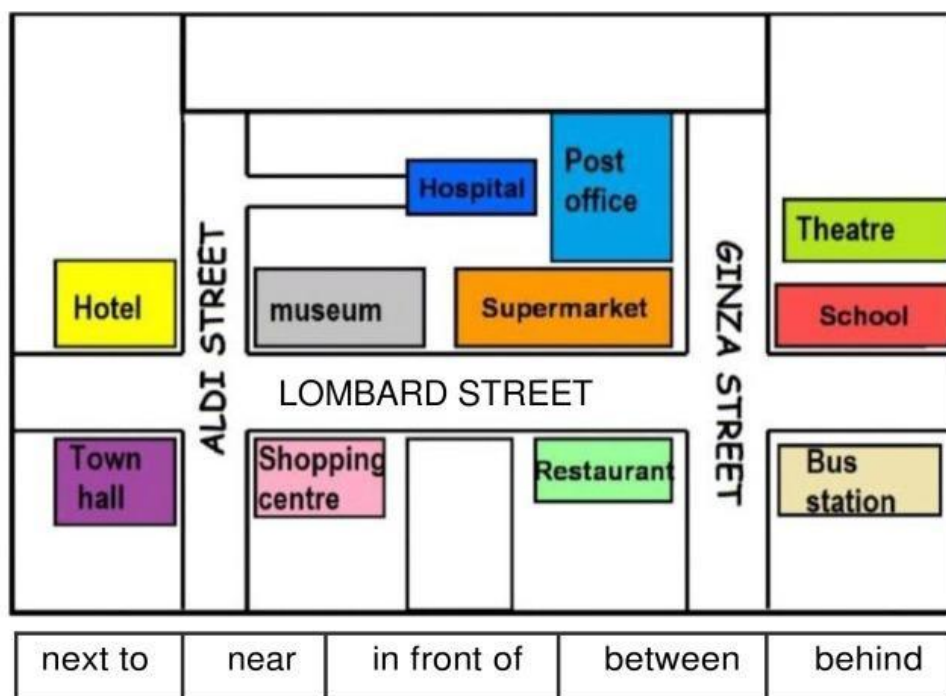 Post
office
Hospital
Theatre
Hotel
ALDI STREET
museum
Supermarket
GINZA STREET
School
LOMBARD STREET
Town
hall
Shopping
centre
Restaurant
Bus
station
next to near in front of between behind